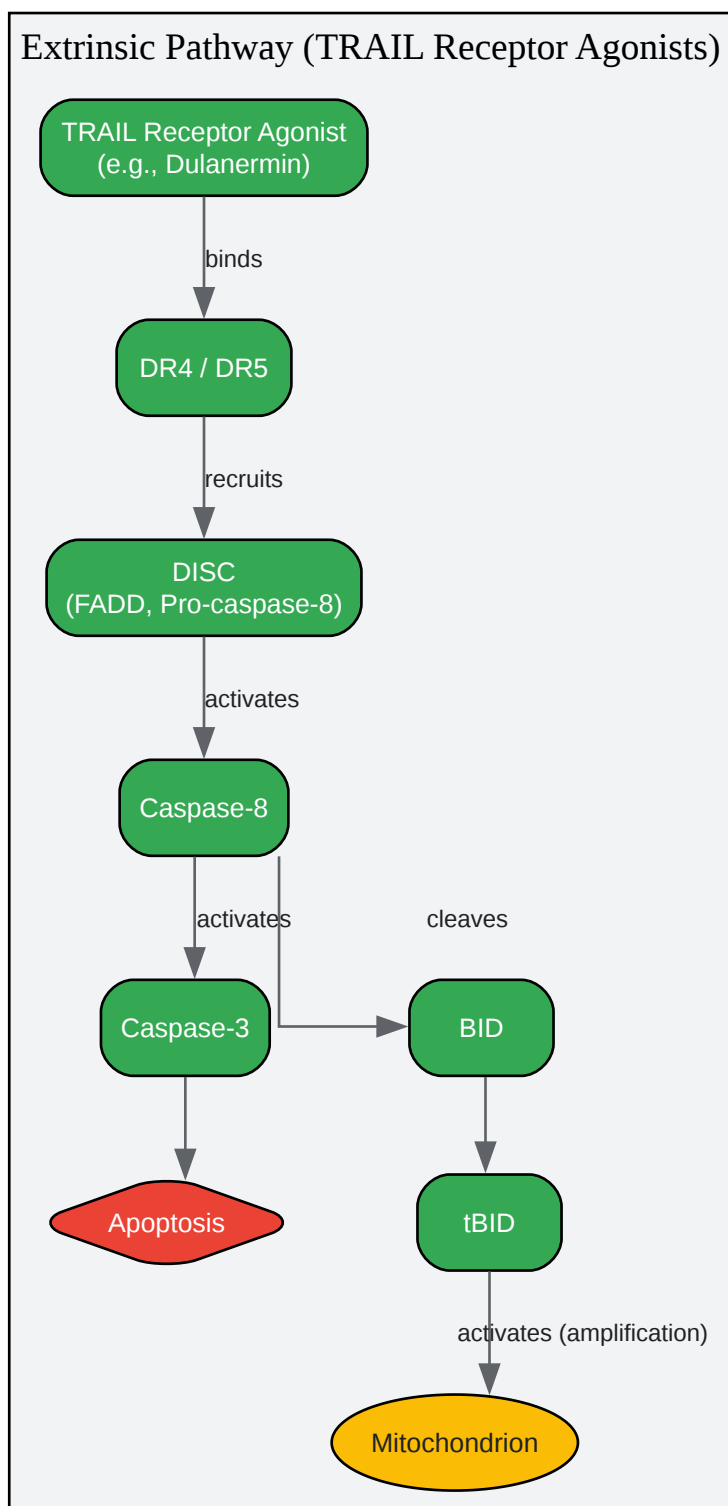 Extrinsic Pathway (TRAIL Receptor Agonists)
TRAIL Receptor Agonist
(e.g., Dulanermin)
binds
DR4 / DR5
recruits
DISC
(FADD, Pro-caspase-8)
activates
Caspase-8
activates
cleaves
Caspase-3
BID
Apoptosis
tBID
activates (amplification)
Mitochondrion